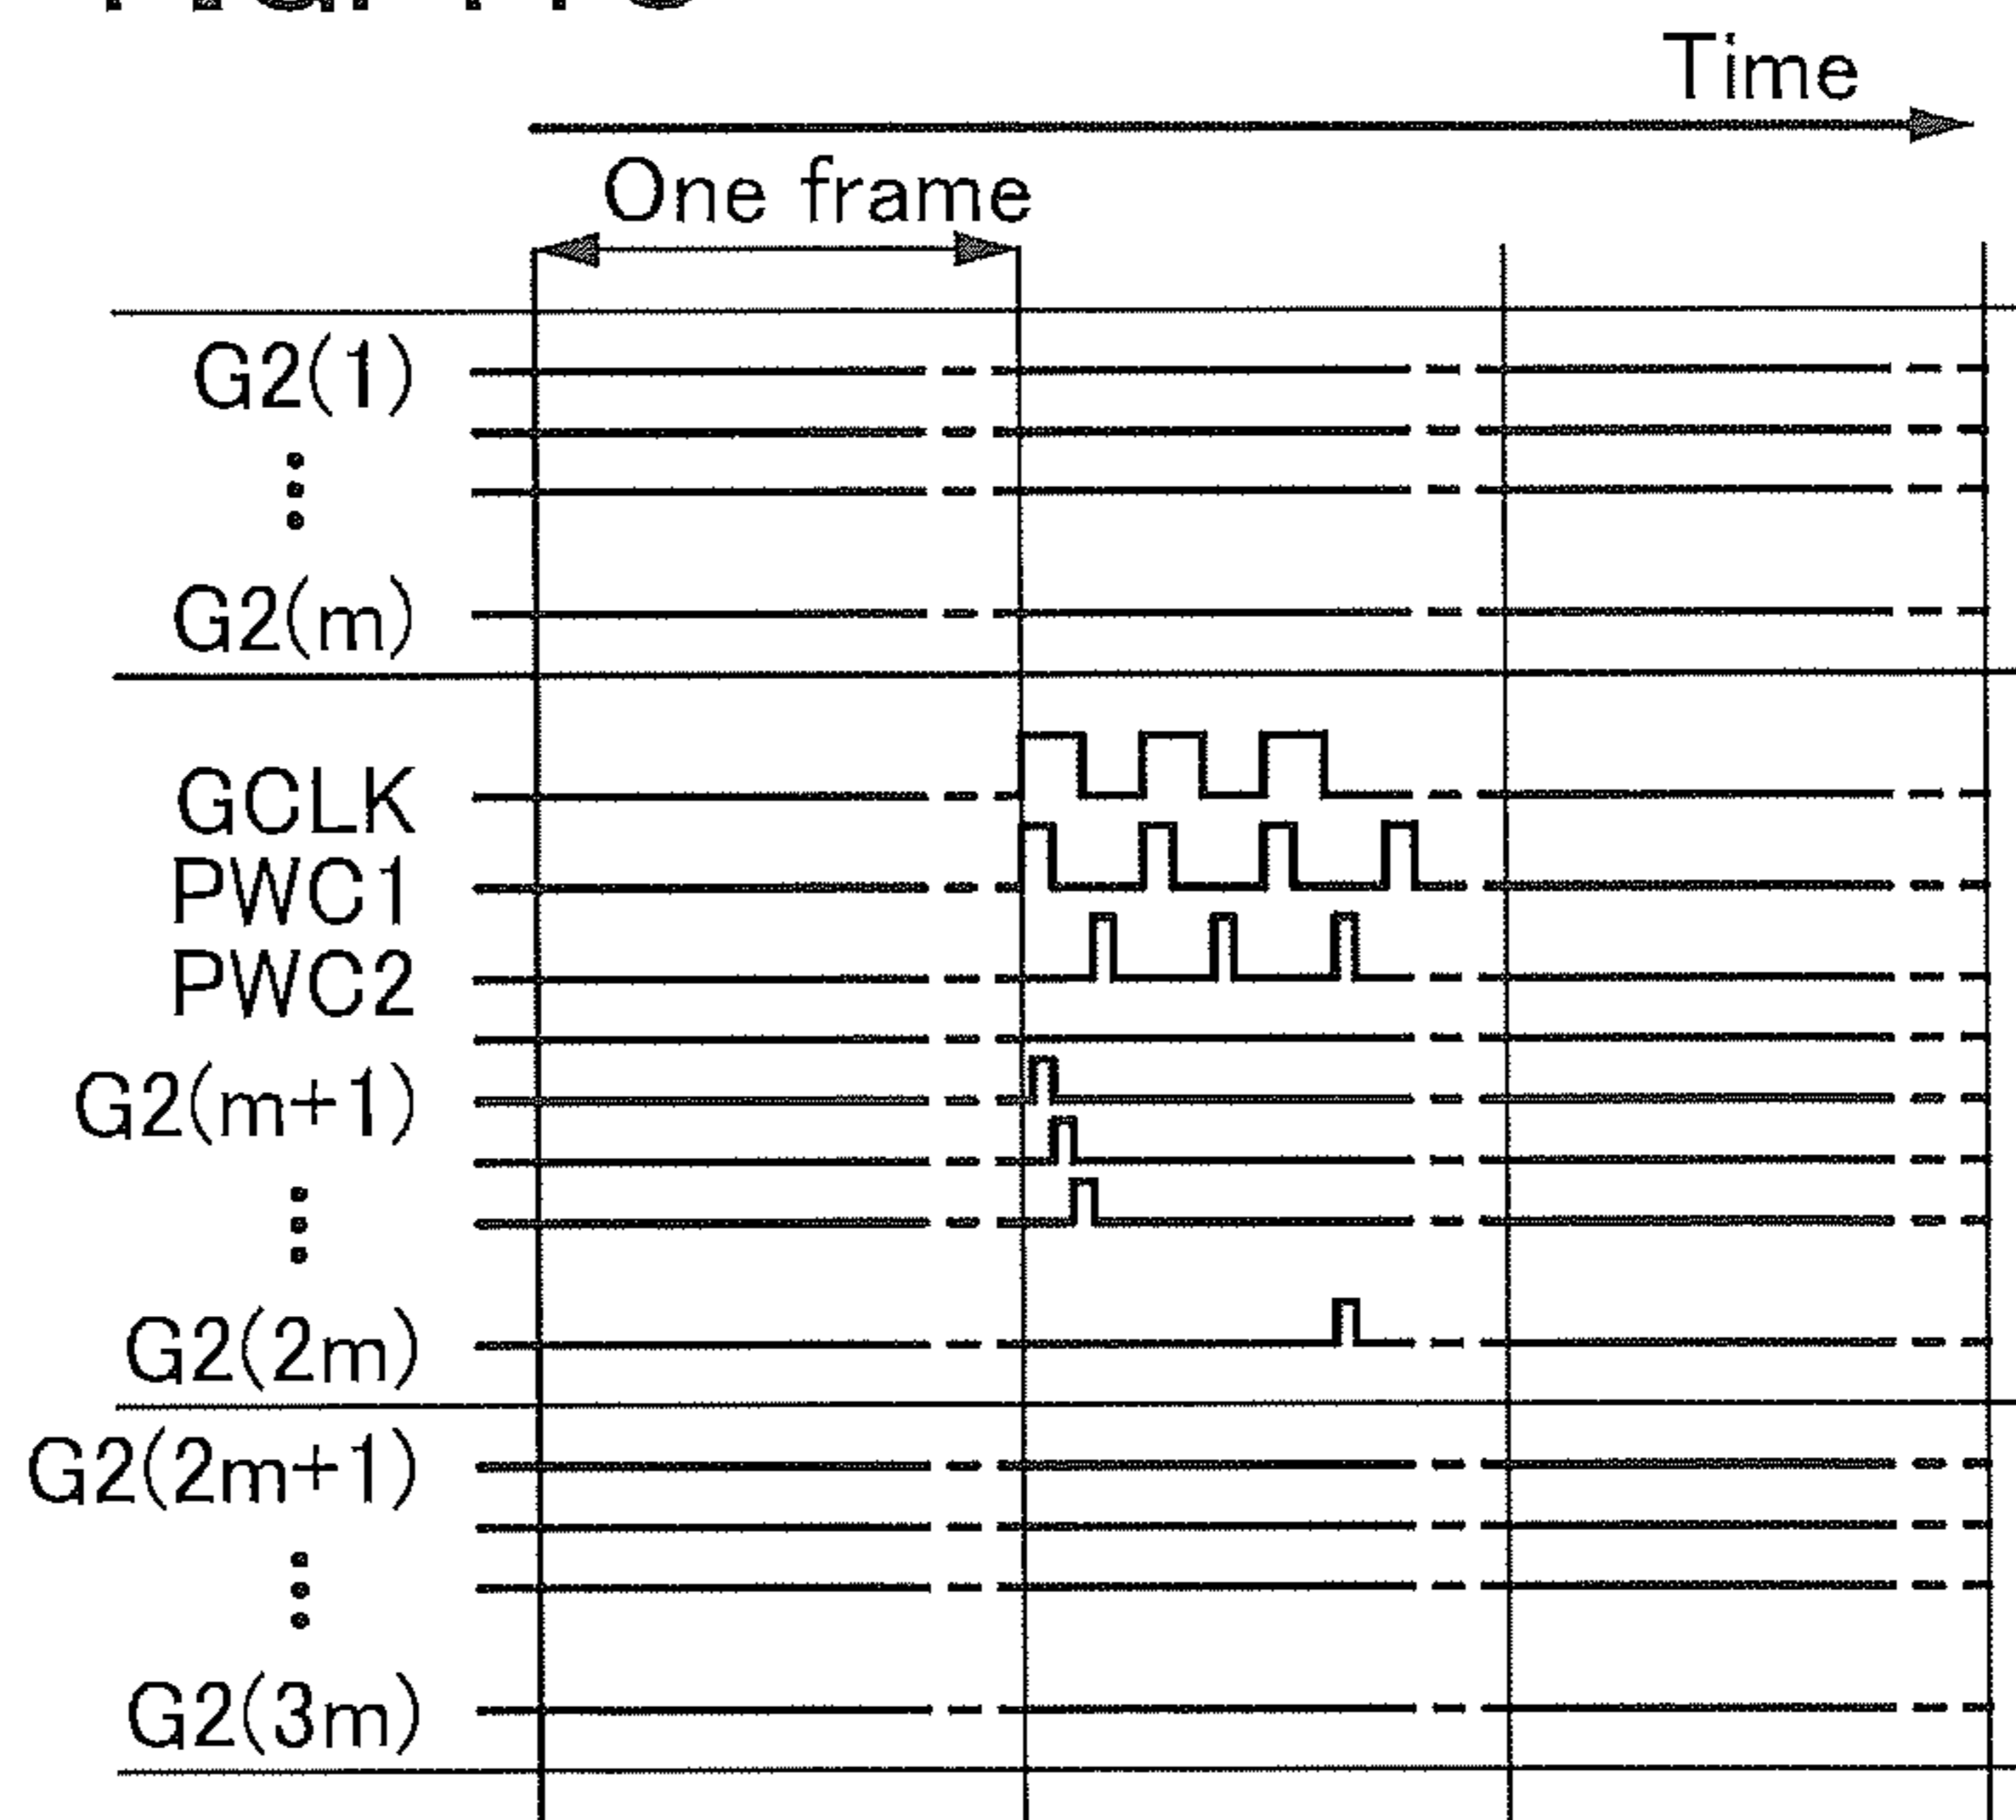 Time
One frame
G2(1)
G2(m)
GCLK
PWC1
PWC2
G2(m+1)
G2(2m)
G2(2m+1)
G2(3m)